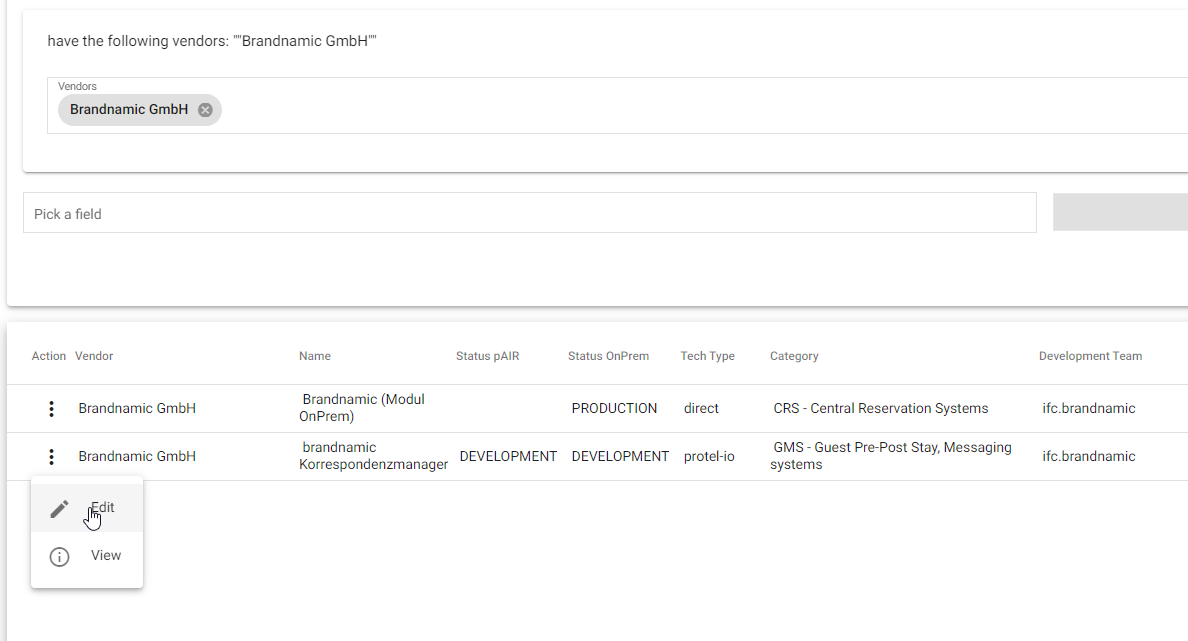 have the following vendors: ""Brandnamic GmbH""
Vendors
Brandnamic GmbH
Pick a field
Action Vendor Name Status pAIR Status OnPrem Tech Type Category Development Team
Brandnamic GmbH Brandnamic (Modul OnPrem) PRODUCTION direct CRS - Central Reservation Systems ifc.brandnamic
Brandnamic GmbH brandnamic Korrespondenzmanager DEVELOPMENT DEVELOPMENT protel-io GMS - Guest Pre-Post Stay, Messaging systems ifc.brandnamic
Edit
View